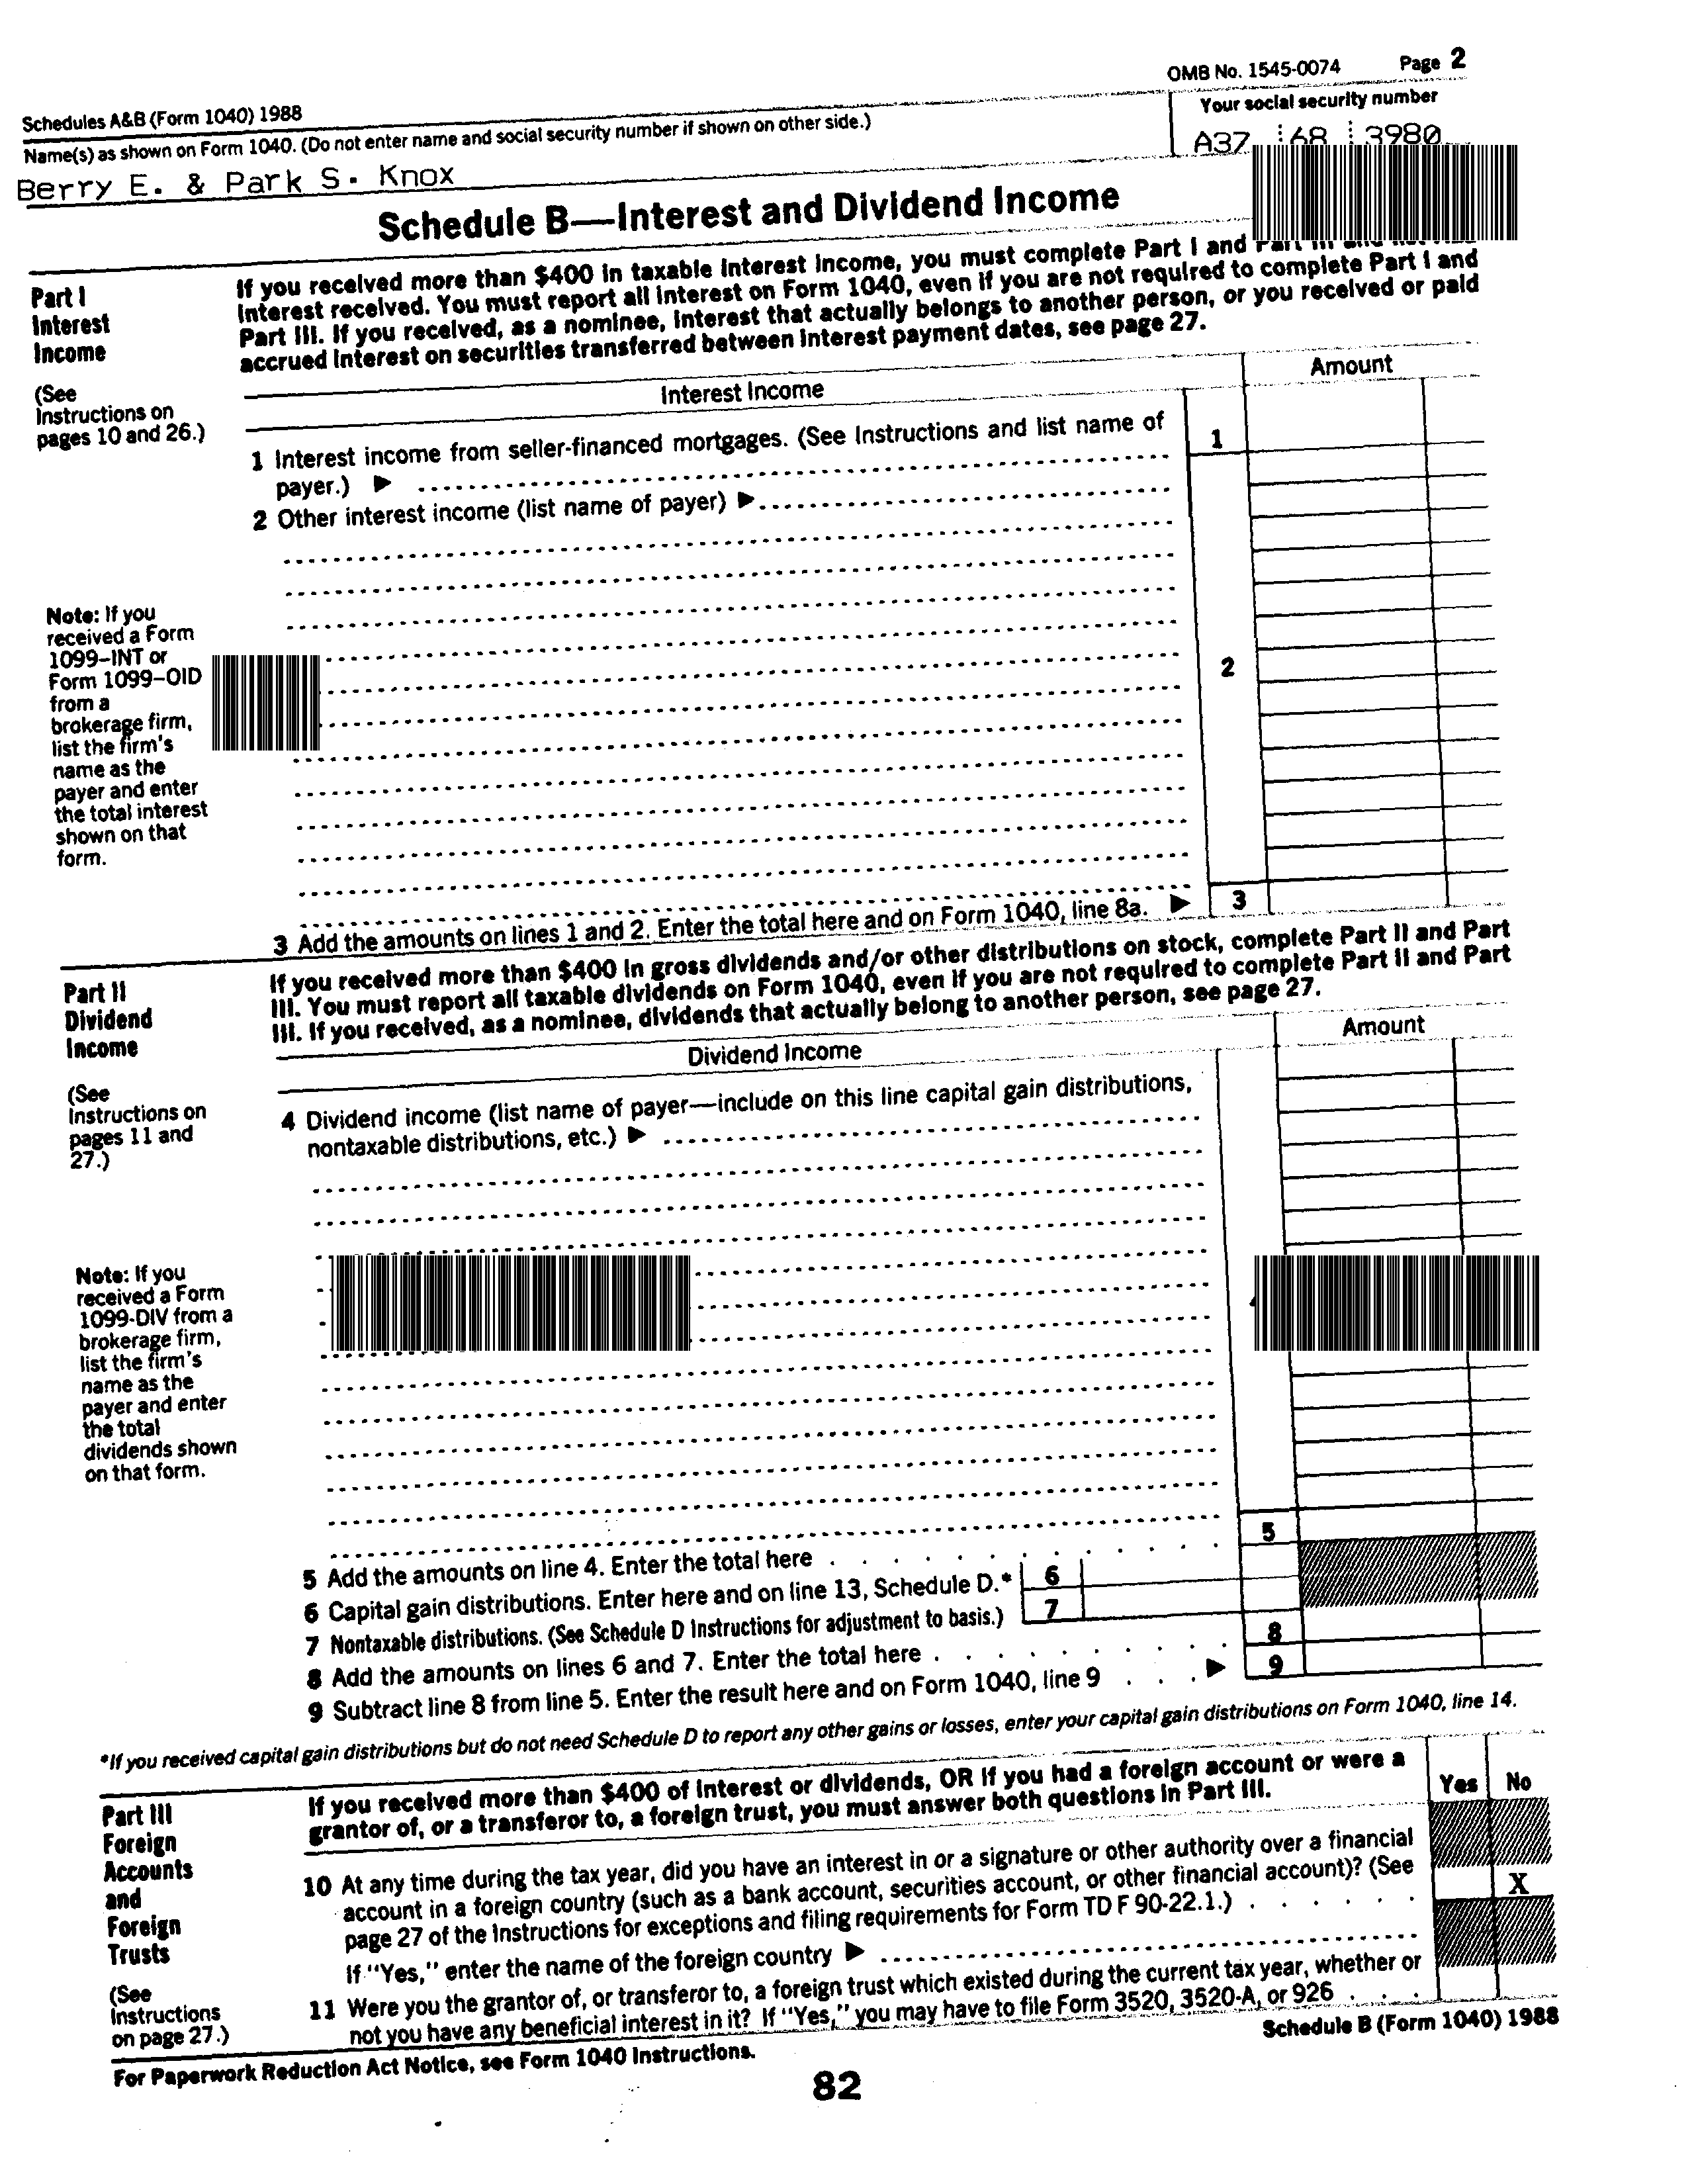 OMB No. 1545-0074 Page 2
Schedules A&B (Form 1040) 1988
Your social security number
Name(s) as shown on Form 1040. (Do not enter name and social security number if shown on other side.)
A37 68 3980
Berry E. & Park S. Knox
Schedule B—Interest and Dividend Income
Part I
Interest
Income
(See
Instructions on
pages 10 and 26.)
If you received more than $400 in taxable interest income, you must complete Part I and Part III
interest received. You must report all interest on Form 1040, even if you are not required to complete Part I and
Part III. If you received, as a nominee, interest that actually belongs to another person, or you received or paid
accrued interest on securities transferred between interest payment dates, see page 27.
Interest Income
Amount
1 Interest income from seller-financed mortgages. (See Instructions and list name of
payer.) ▶
1
2 Other interest income (list name of payer) ▶
Note: If you
received a Form
1099–INT or
Form 1099–OID
from a
brokerage firm,
list the firm's
name as the
payer and enter
the total interest
shown on that
form.
2
3 Add the amounts on lines 1 and 2. Enter the total here and on Form 1040, line 8a. ▶ 3
Part II
Dividend
Income
(See
Instructions on
pages 11 and
27.)
If you received more than $400 in gross dividends and/or other distributions on stock, complete Part II and Part
III. You must report all taxable dividends on Form 1040, even if you are not required to complete Part II and Part
III. If you received, as a nominee, dividends that actually belong to another person, see page 27.
Dividend Income
Amount
4 Dividend income (list name of payer—include on this line capital gain distributions,
nontaxable distributions, etc.) ▶
Note: If you
received a Form
1099-DIV from a
brokerage firm,
list the firm's
name as the
payer and enter
the total
dividends shown
on that form.
5 Add the amounts on line 4. Enter the total here 5
6 Capital gain distributions. Enter here and on line 13, Schedule D.* 6
7 Nontaxable distributions. (See Schedule D Instructions for adjustment to basis.) 7
8 Add the amounts on lines 6 and 7. Enter the total here 8
9 Subtract line 8 from line 5. Enter the result here and on Form 1040, line 9 ▶ 9
*If you received capital gain distributions but do not need Schedule D to report any other gains or losses, enter your capital gain distributions on Form 1040, line 14.
Part III
Foreign
Accounts
and
Foreign
Trusts
(See
Instructions
on page 27.)
If you received more than $400 of interest or dividends, OR if you had a foreign account or were a
grantor of, or a transferor to, a foreign trust, you must answer both questions in Part III.
Yes No
10 At any time during the tax year, did you have an interest in or a signature or other authority over a financial
account in a foreign country (such as a bank account, securities account, or other financial account)? (See
page 27 of the Instructions for exceptions and filing requirements for Form TD F 90-22.1.) X
If "Yes," enter the name of the foreign country ▶
11 Were you the grantor of, or transferor to, a foreign trust which existed during the current tax year, whether or
not you have any beneficial interest in it? If "Yes," you may have to file Form 3520, 3520-A, or 926
For Paperwork Reduction Act Notice, see Form 1040 Instructions.
Schedule B (Form 1040) 1988
82